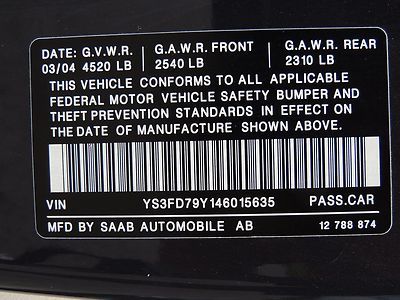 DATE: G.V.W.R. G.A.W.R. FRONT G.A.W.R. REAR
03/04 4520 LB 2540 LB 2310 LB
THIS VEHICLE CONFORMS TO ALL APPLICABLE
FEDERAL MOTOR VEHICLE SAFETY BUMPER AND
THEFT PREVENTION STANDARDS IN EFFECT ON
THE DATE OF MANUFACTURE SHOWN ABOVE.
VIN YS3FD79Y146015635 PASS.CAR
MFD BY SAAB AUTOMOBILE AB 12 788 874